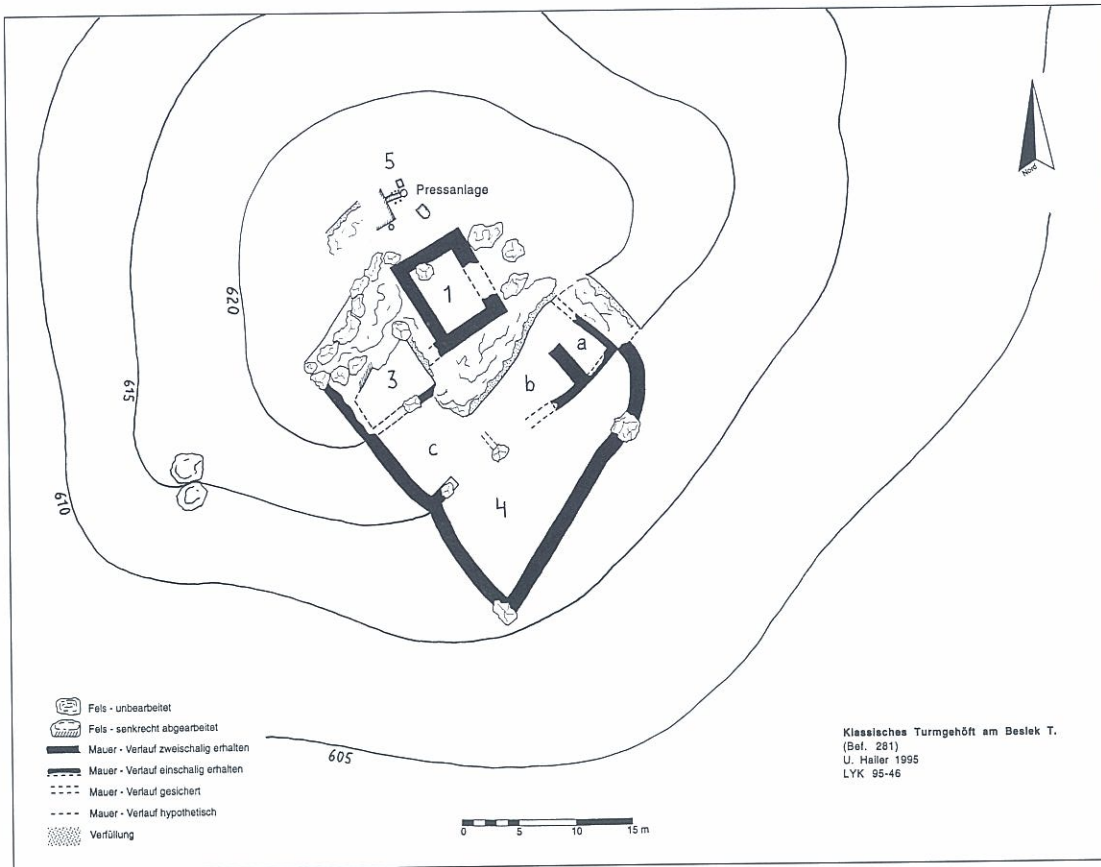 5
Pressanlage
Nord
1
620
a
3
b
615
c
610
4
Fels - unbearbeitet
Fels - senkrecht abgearbeitet
Mauer - Verlauf zweischalig erhalten
Mauer - Verlauf einschalig erhalten
Mauer - Verlauf gesichert
Mauer - Verlauf hypothetisch
Verfüllung
605
0 5 10 15 m
Klassisches Turmgehöft am Beslek T.
(Bef. 281)
U. Hailer 1995
LYK 95-46